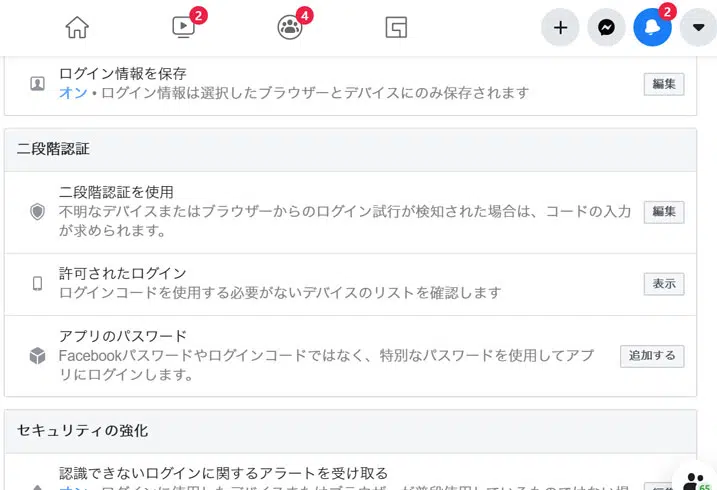 2
4
2
ログイン情報を保存
オン • ログイン情報は選択したブラウザーとデバイスにのみ保存されます
編集
二段階認証
二段階認証を使用
不明なデバイスまたはブラウザーからのログイン試行が検知された場合は、コードの入力
が求められます。
編集
許可されたログイン
ログインコードを使用する必要がないデバイスのリストを確認します
表示
アプリのパスワード
Facebookパスワードやログインコードではなく、特別なパスワードを使用してアプ
リにログインします。
追加する
セキュリティの強化
認識できないログインに関するアラートを受け取る
65